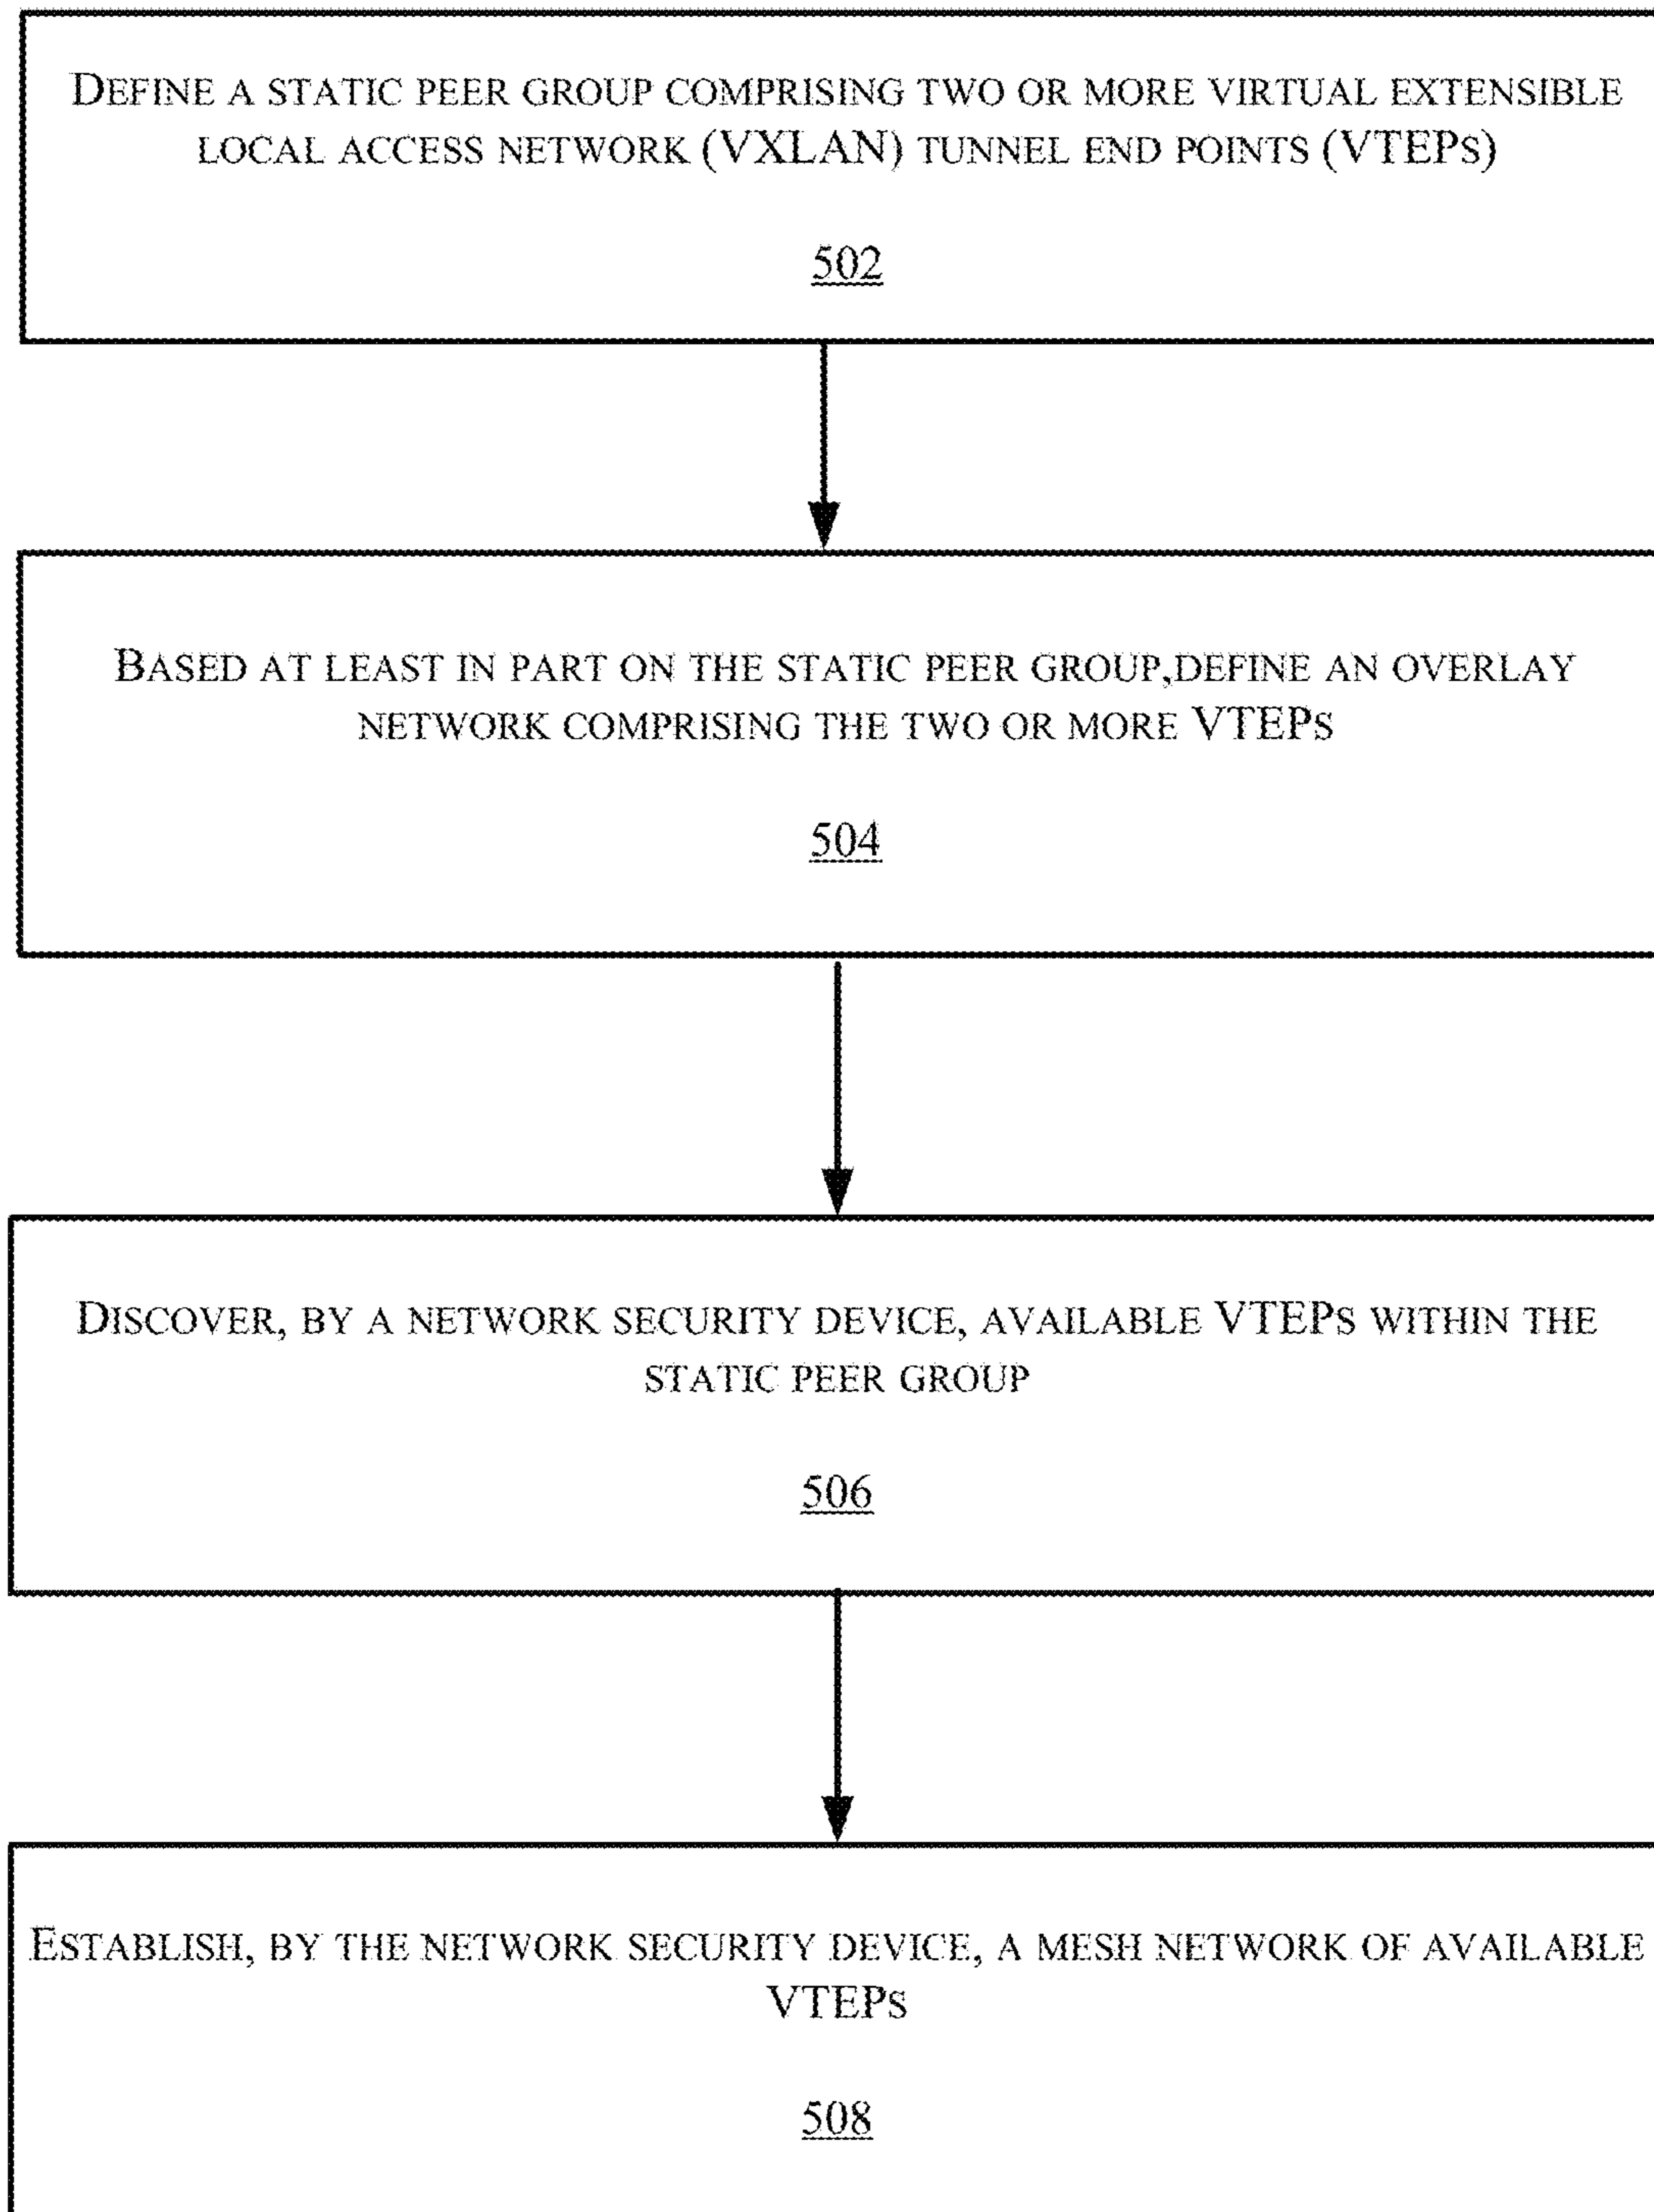 DEFINE A STATIC PEER GROUP COMPRISING TWO OR MORE VIRTUAL EXTENSIBLE
LOCAL ACCESS NETWORK (VXLAN) TUNNEL END POINTS (VTEPS)
502
BASED AT LEAST IN PART ON THE STATIC PEER GROUP,DEFINE AN OVERLAY
NETWORK COMPRISING THE TWO OR MORE VTEPS
504
DISCOVER, BY A NETWORK SECURITY DEVICE, AVAILABLE VTEPS WITHIN THE
STATIC PEER GROUP
506
ESTABLISH, BY THE NETWORK SECURITY DEVICE, A MESH NETWORK OF AVAILABLE
VTEPS
508